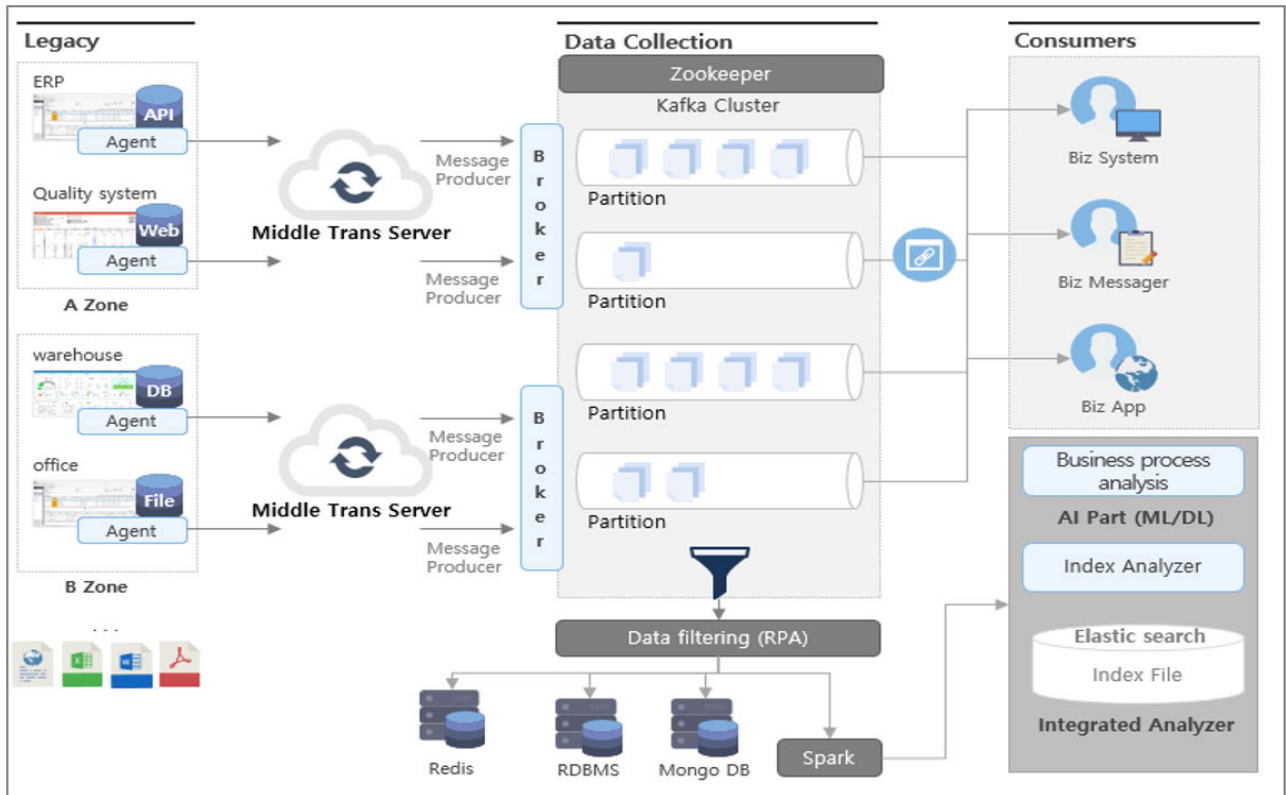 Legacy
Data Collection
Consumers
ERP
API
Agent
Quality system
Web
Agent
A Zone
warehouse
DB
Agent
office
File
Agent
B Zone
...
Middle Trans Server
Message
Producer
Message
Producer
Middle Trans Server
Message
Producer
Message
Producer
Broker
Broker
Zookeeper
Kafka Cluster
Partition
Partition
Partition
Partition
Data filtering (RPA)
Redis
RDBMS
Mongo DB
Spark
Biz System
Biz Messager
Biz App
Business process
analysis
AI Part (ML/DL)
Index Analyzer
Elastic search
Index File
Integrated Analyzer